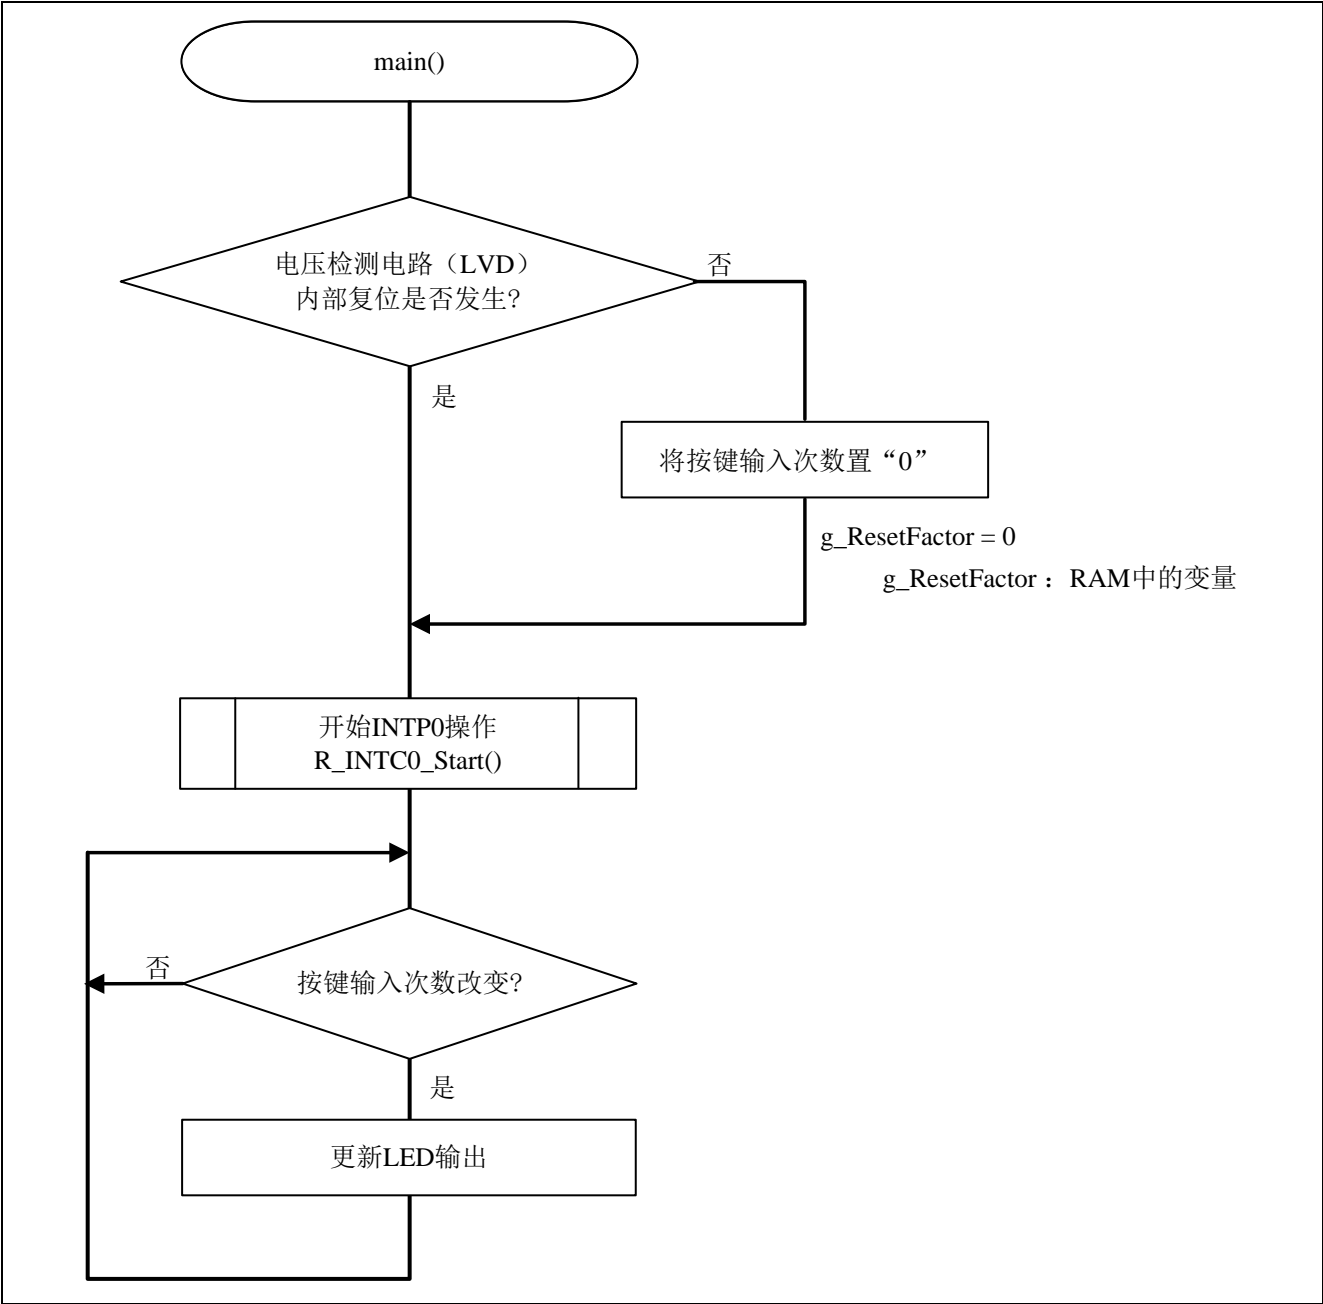 main()
电压检测电路（LVD）
内部复位是否发生?
否
是
将按键输入次数置“0”
g_ResetFactor = 0
g_ResetFactor ：RAM中的变量
开始INTP0操作
R_INTC0_Start()
否
按键输入次数改变?
是
更新LED输出